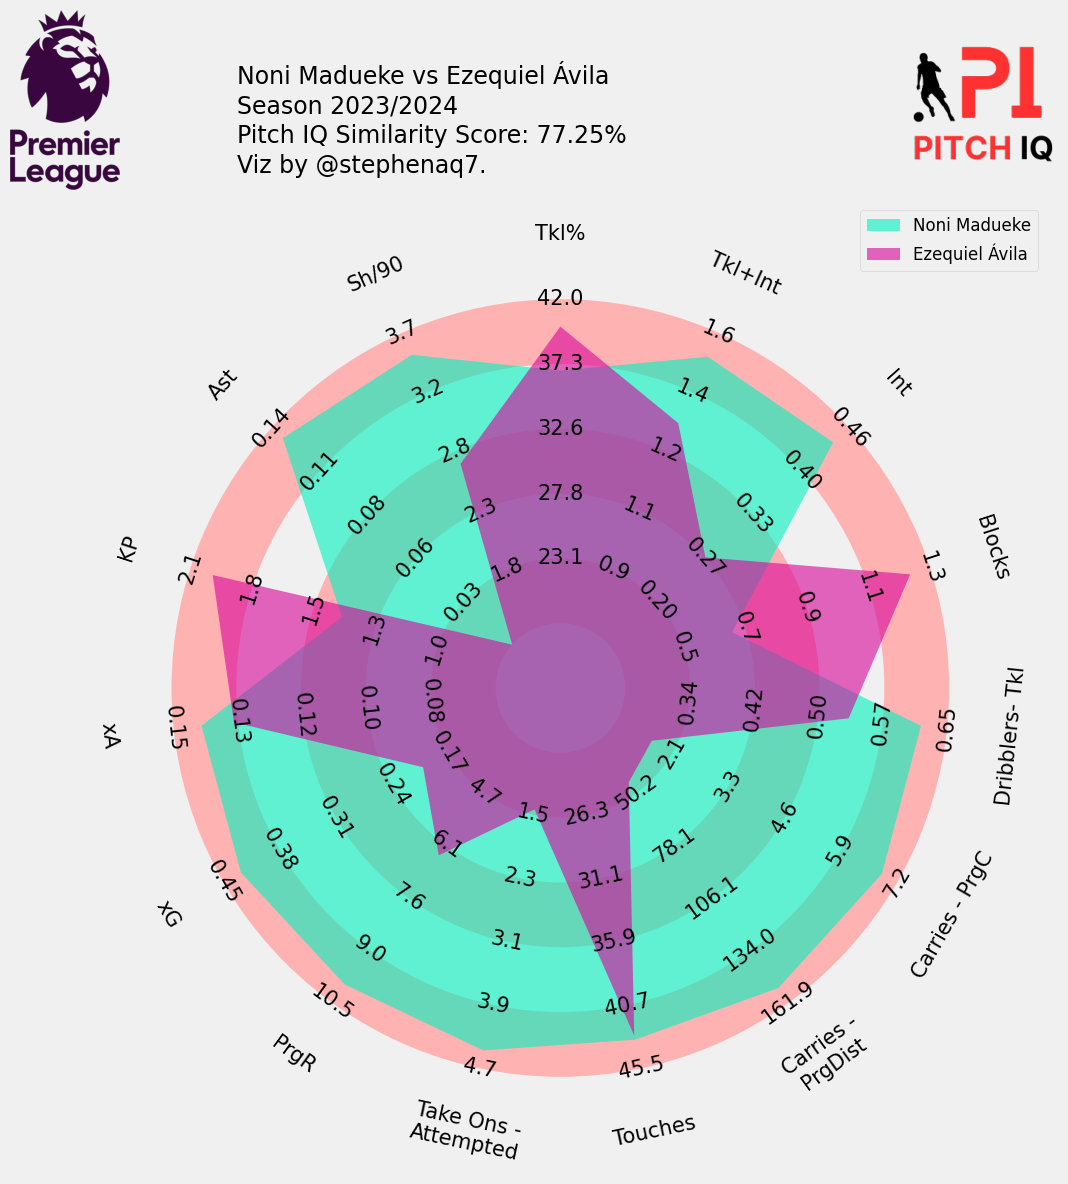 Premier
League
Noni Madueke vs Ezequiel Ávila
Season 2023/2024
Pitch IQ Similarity Score: 77.25%
Viz by @stephenaq7.
PI
PITCH IQ
Noni Madueke
Ezequiel Ávila
Tkl%
42.0
37.3
32.6
27.8
23.1
Tkl+Int
1.6
1.4
1.2
1.1
0.9
Int
0.46
0.40
0.33
0.27
0.20
Blocks
1.3
1.1
0.9
0.7
0.5
Dribblers- Tkl
0.65
0.57
0.50
0.42
0.34
Carries - PrgC
7.2
5.9
4.6
3.3
2.1
Carries -
PrgDist
161.9
134.0
106.1
78.1
50.2
Touches
45.5
40.7
35.9
31.1
26.3
Take Ons -
Attempted
4.7
3.9
3.1
2.3
1.5
PrgR
10.5
9.0
7.6
6.1
4.7
xG
0.45
0.38
0.31
0.24
0.17
xA
0.15
0.13
0.12
0.10
0.08
KP
2.1
1.8
1.5
1.3
1.0
Ast
0.14
0.11
0.08
0.06
0.03
Sh/90
3.7
3.2
2.8
2.3
1.8